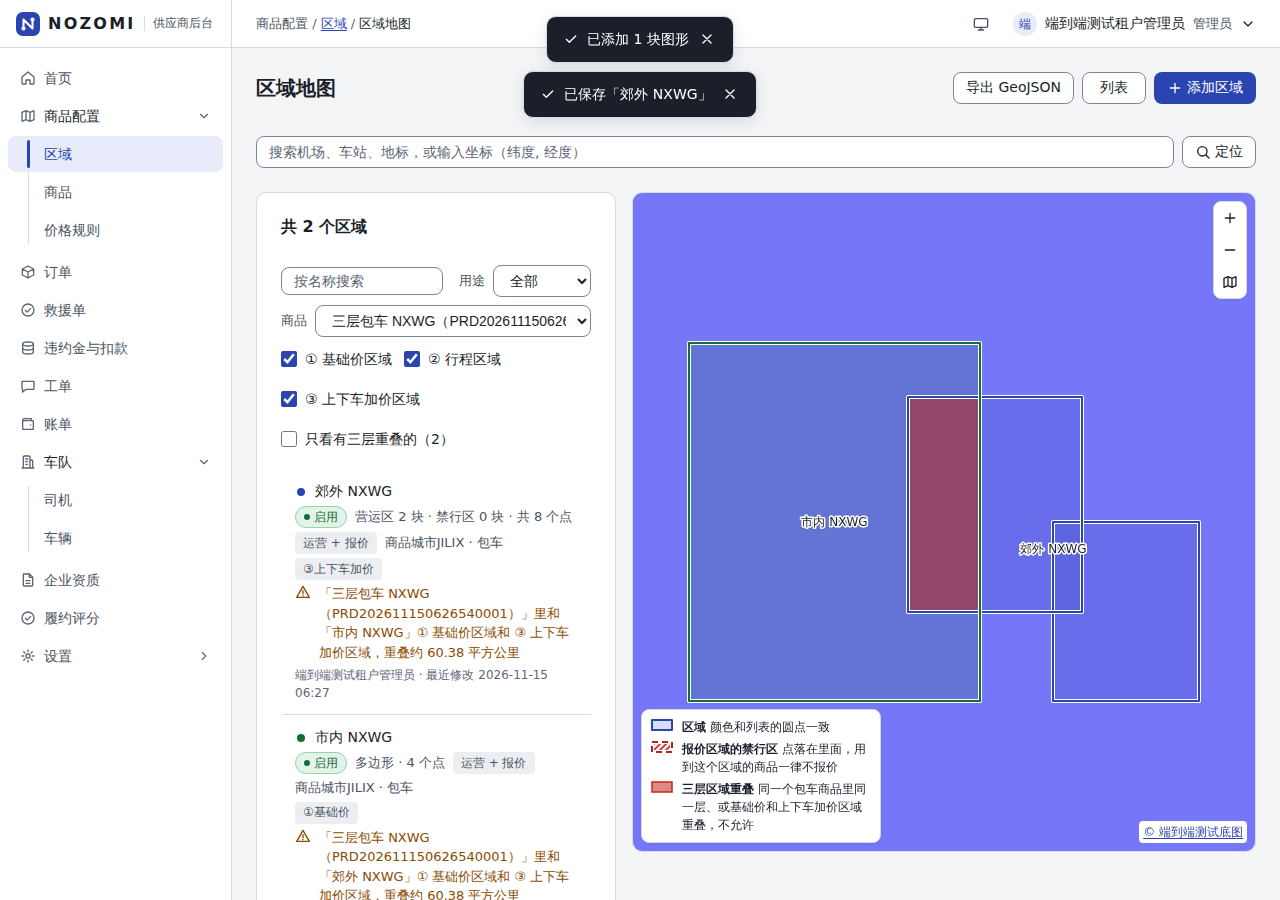 NOZOMI 供应商后台
商品配置 / 区域 / 区域地图
已添加 1 块图形
端 端到端测试租户管理员 管理员
已保存「郊外 NXWG」
首页
商品配置
区域
商品
价格规则
订单
救援单
违约金与扣款
工单
账单
车队
司机
车辆
企业资质
履约评分
设置
区域地图
导出 GeoJSON
列表
添加区域
搜索机场、车站、地标，或输入坐标（纬度, 经度）
定位
共 2 个区域
按名称搜索
用途 全部
商品 三层包车 NXWG（PRD20261115062
① 基础价区域 ② 行程区域
③ 上下车加价区域
只看有三层重叠的（2）
郊外 NXWG
启用 营运区 2 块 · 禁行区 0 块 · 共 8 个点
运营 + 报价 商品城市JILIX · 包车
③上下车加价
「三层包车 NXWG
（PRD202611150626540001）」里和
「市内 NXWG」① 基础价区域和 ③ 上下车
加价区域，重叠约 60.38 平方公里
端到端测试租户管理员 · 最近修改 2026-11-15
06:27
市内 NXWG
启用 多边形 · 4 个点 运营 + 报价
商品城市JILIX · 包车
①基础价
「三层包车 NXWG
（PRD202611150626540001）」里和
「郊外 NXWG」① 基础价区域和 ③ 上下车
加价区域，重叠约 60.38 平方公里
市内 NXWG
郊外 NXWG
区域 颜色和列表的圆点一致
报价区域的禁行区 点落在里面，用
到这个区域的商品一律不报价
三层区域重叠 同一个包车商品里同
一层、或基础价和上下车加价区域
重叠，不允许
© 端到端测试底图